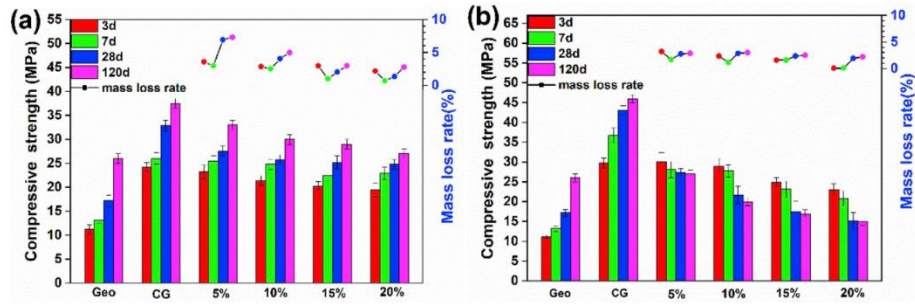 (a)
Compressive strength (MPa)
55
50
45
40
35
30
25
20
15
10
5
0
3d
7d
28d
120d
mass loss rate
Geo CG 5% 10% 15% 20%
10
5
0
Mass loss rate(%)
(b)
Compressive strength (MPa)
65
60
55
50
45
40
35
30
25
20
15
10
5
0
3d
7d
28d
120d
mass loss rate
Geo CG 5% 10% 15% 20%
10
5
0
Mass loss rate(%)